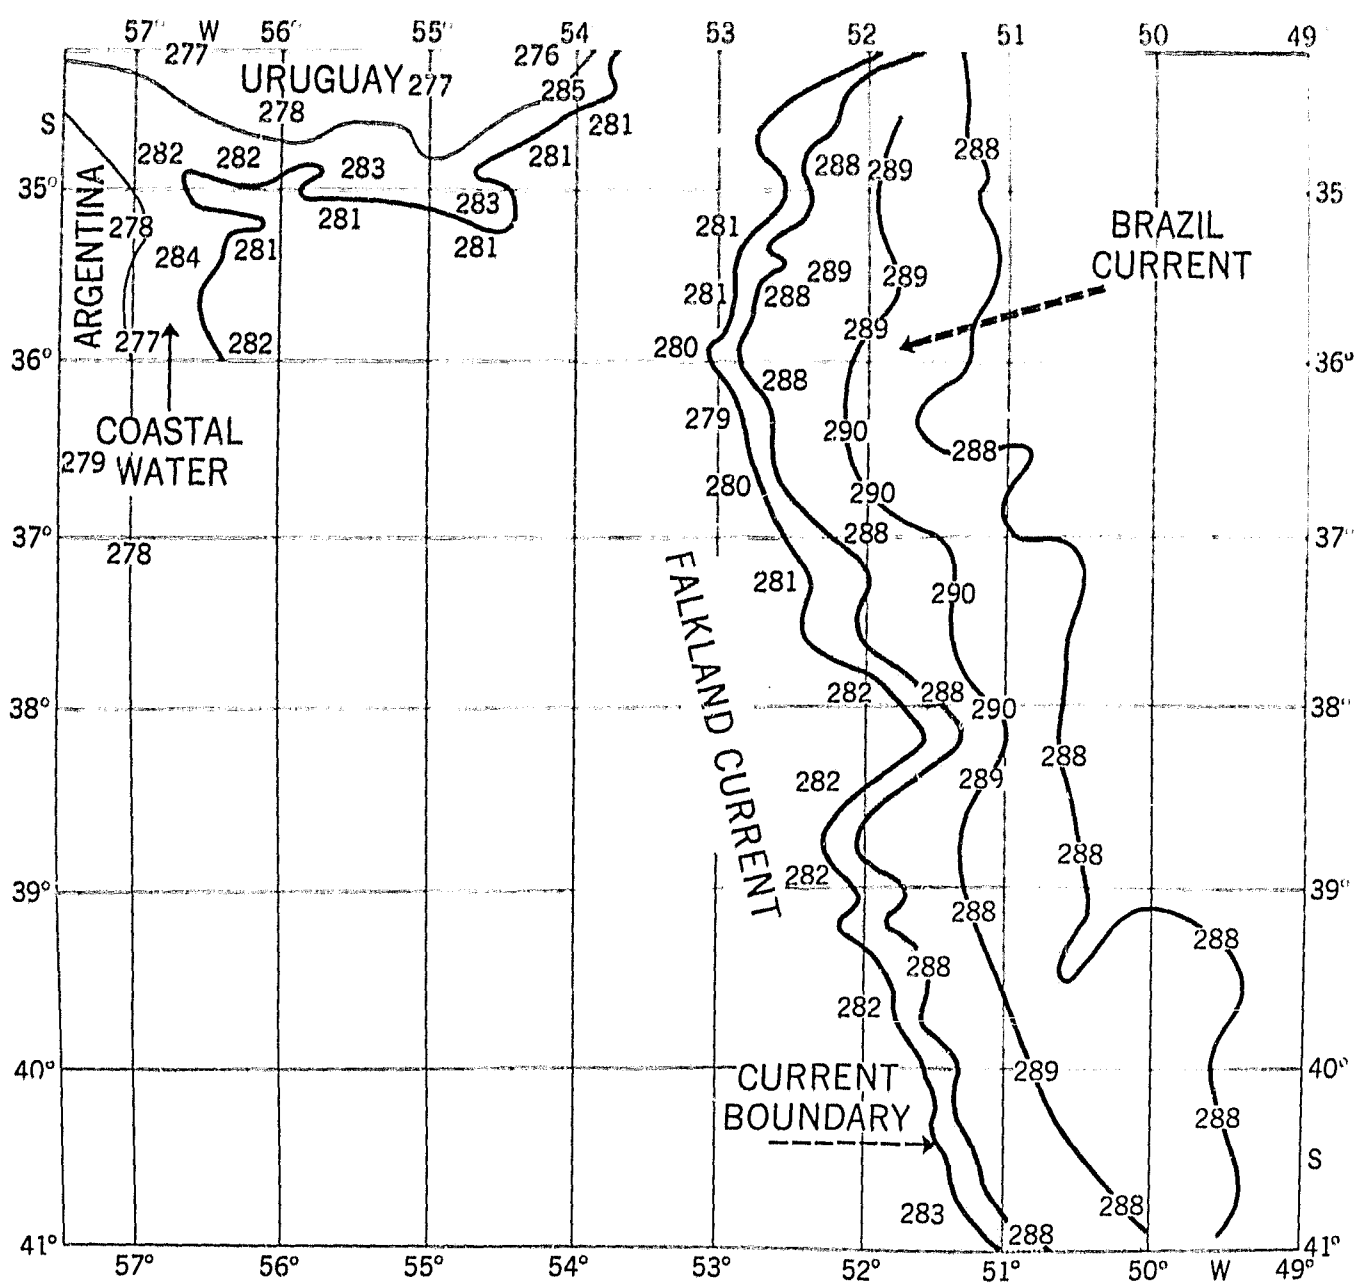 57° W 56° 55° 54 53 52 51 50 49
277 276
URUGUAY 277
285
278
S 281
282 282 283 281 288 289 288
35° 35
ARGENTINA
278 281 283 281
BRAZIL
CURRENT
284 281 281 289 289
281 288
277 282 280 289
36° 36°
288
279 290
COASTAL
WATER
279 288
280 290
37° 288 37°
278
281 290
FALKLAND CURRENT
282 288 290
38° 38°
288
282 289
282 288
39° 39°
288
288 288
282
40° 289 40°
CURRENT
BOUNDARY
288
S
283 288 288
41° 41°
57° 56° 55° 54° 53° 52° 51° 50° W 49°